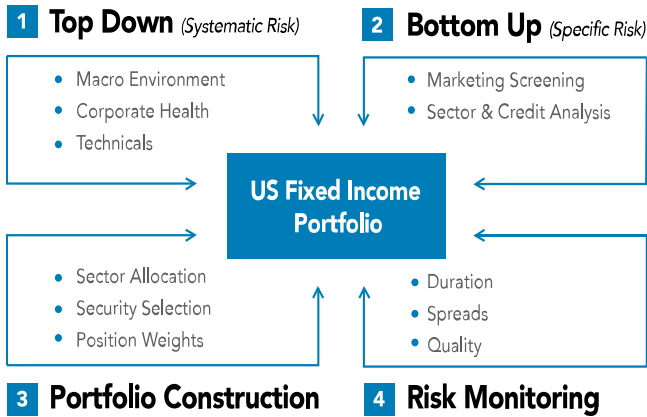 1 Top Down (Systematic Risk)
• Macro Environment
• Corporate Health
• Technicals
2 Bottom Up (Specific Risk)
• Marketing Screening
• Sector & Credit Analysis
US Fixed Income
Portfolio
• Sector Allocation
• Security Selection
• Position Weights
3 Portfolio Construction
• Duration
• Spreads
• Quality
4 Risk Monitoring